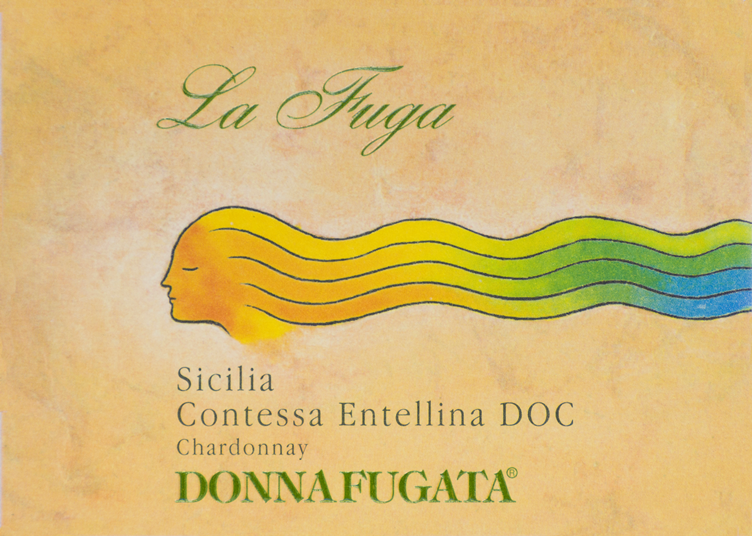 La Fuga
Sicilia
Contessa Entellina DOC
Chardonnay
DONNAFUGATA®